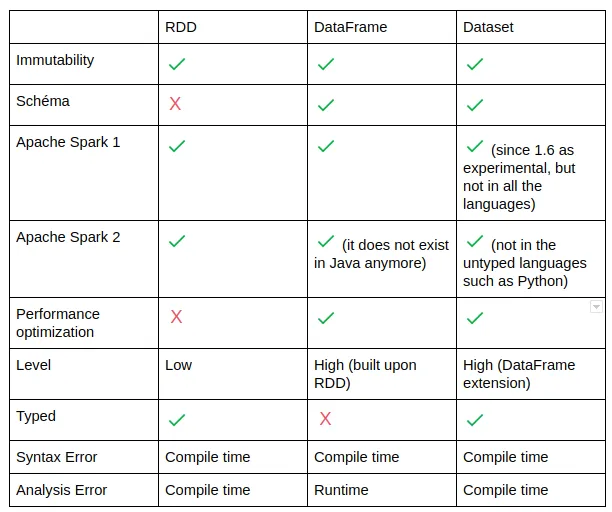 RDD DataFrame Dataset
Immutability ✓ ✓ ✓
Schéma X ✓ ✓
Apache Spark 1 ✓ ✓ ✓ (since 1.6 as
experimental, but
not in all the
languages)
Apache Spark 2 ✓ ✓ (it does not exist
in Java anymore)
✓ (not in the
untyped languages
such as Python)
Performance
optimization
X ✓ ✓
Level Low High (built upon
RDD)
High (DataFrame
extension)
Typed ✓ X ✓
Syntax Error Compile time Compile time Compile time
Analysis Error Compile time Runtime Compile time